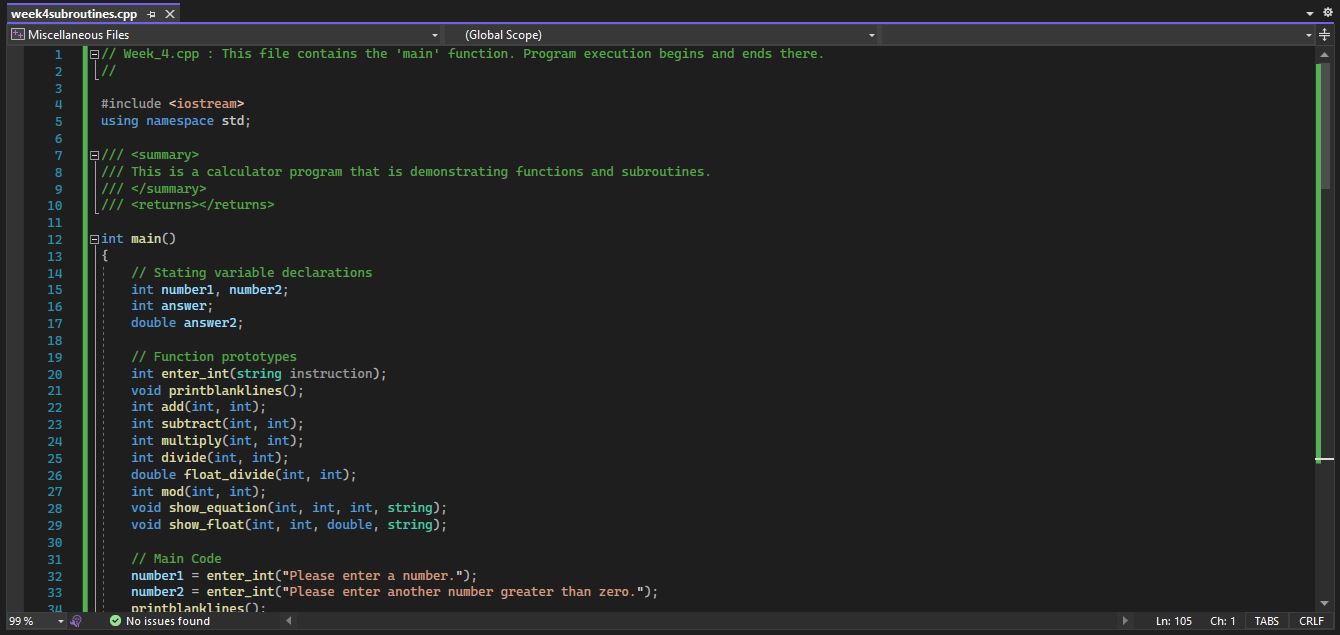 week4subroutines.cpp
Miscellaneous Files (Global Scope)
1 // Week_4.cpp : This file contains the 'main' function. Program execution begins and ends there.
2 //
3
4 #include <iostream>
5 using namespace std;
6
7 /// <summary>
8 /// This is a calculator program that is demonstrating functions and subroutines.
9 /// </summary>
10 /// <returns></returns>
11
12 int main()
13 {
14 // Stating variable declarations
15 int number1, number2;
16 int answer;
17 double answer2;
18
19 // Function prototypes
20 int enter_int(string instruction);
21 void printblanklines();
22 int add(int, int);
23 int subtract(int, int);
24 int multiply(int, int);
25 int divide(int, int);
26 double float_divide(int, int);
27 int mod(int, int);
28 void show_equation(int, int, int, string);
29 void show_float(int, int, double, string);
30
31 // Main Code
32 number1 = enter_int("Please enter a number.");
33 number2 = enter_int("Please enter another number greater than zero.");
34 printblanklines();
99 % No issues found Ln: 105 Ch: 1 TABS CRLF